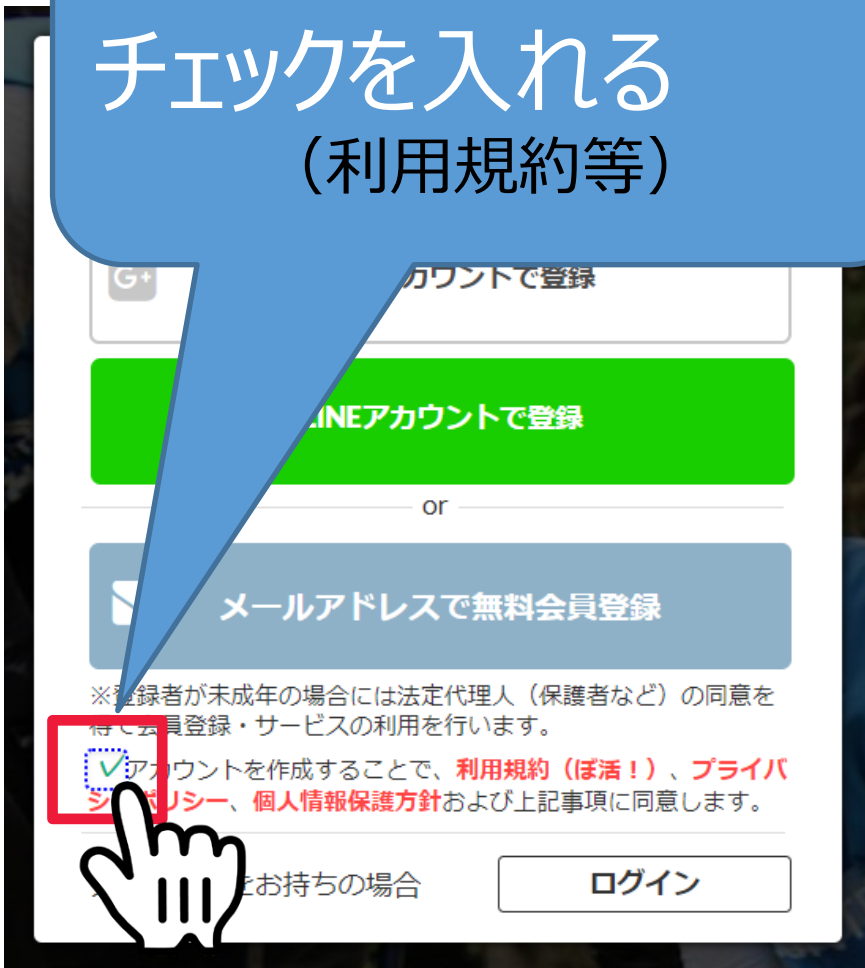 チェックを入れる
（利用規約等）
G+
カウントで登録
INEアカウントで登録
or
メールアドレスで無料会員登録
※登録者が未成年の場合には法定代理人（保護者など）の同意を
得て会員登録・サービスの利用を行います。
✓アカウントを作成することで、利用規約（ぼ活！）、プライバ
シーポリシー、個人情報保護方針および上記事項に同意します。
をお持ちの場合
ログイン